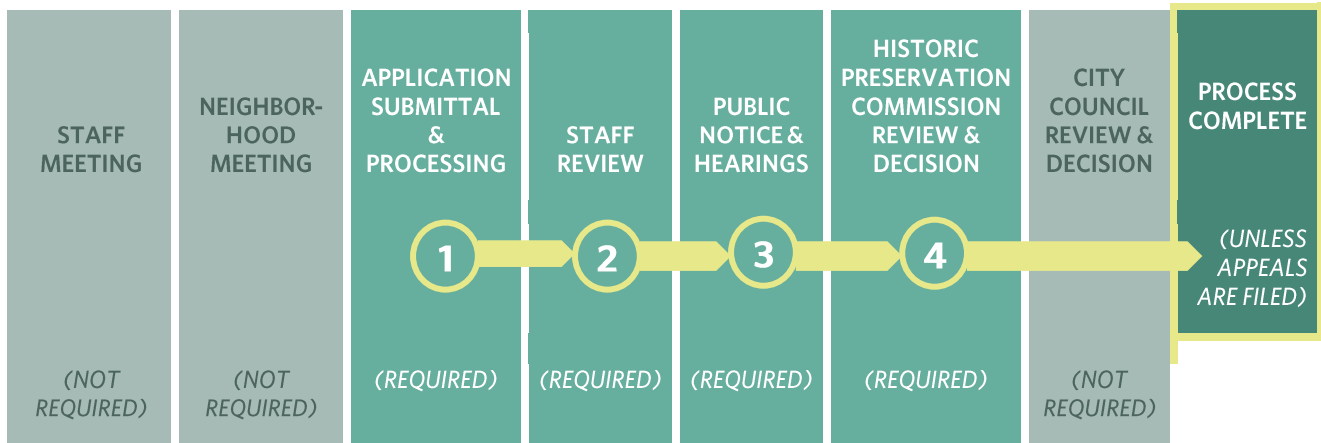 STAFF
MEETING
(NOT
REQUIRED)
NEIGHBOR-
HOOD
MEETING
(NOT
REQUIRED)
APPLICATION
SUBMITTAL
&
PROCESSING
1
(REQUIRED)
STAFF
REVIEW
2
(REQUIRED)
PUBLIC
NOTICE &
HEARINGS
3
(REQUIRED)
HISTORIC
PRESERVATION
COMMISSION
REVIEW &
DECISION
4
(REQUIRED)
CITY
COUNCIL
REVIEW &
DECISION
(NOT
REQUIRED)
PROCESS
COMPLETE
(UNLESS
APPEALS
ARE FILED)